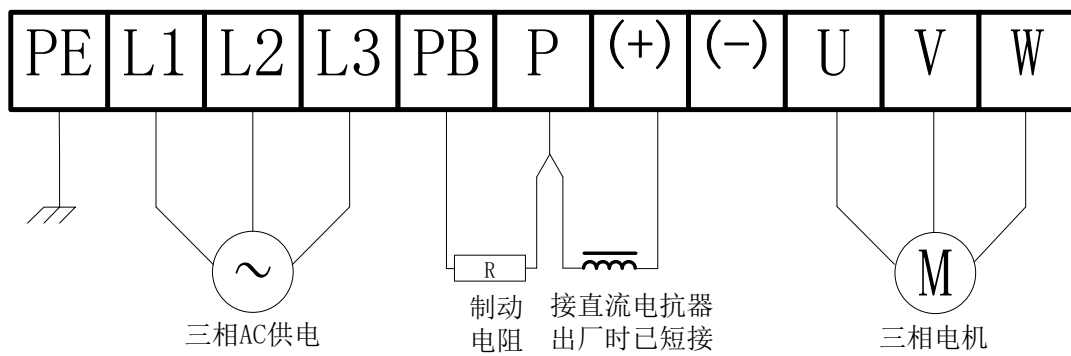 PE L1 L2 L3 PB P (+) (-) U V W
~
R
M
三相AC供电
制动
电阻
接直流电抗器
出厂时已短接
三相电机